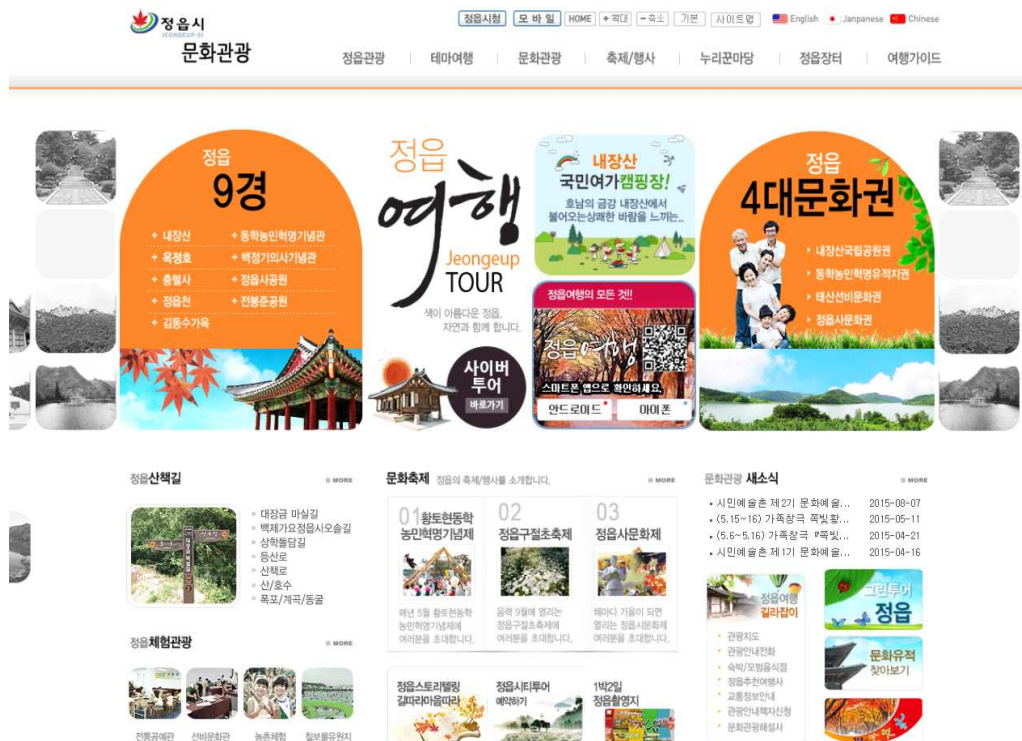 정읍시
JEONGEUP-SI
문화관광
정읍시청 모 바 일 HOME + 확대 - 축소 기본 사이트맵 English Janpanese Chinese
정읍관광 테마여행 문화관광 축제/행사 누리꾼마당 정읍장터 여행가이드
정읍
9경
+ 내장산
+ 동학농민혁명기념관
+ 옥정호
+ 백정기의사기념관
+ 충렬사
+ 정읍사공원
+ 정읍천
+ 전봉준공원
+ 김동수가옥
정읍
여행
Jeongeup
TOUR
색이 아름다운 정읍,
자연과 함께 합니다.
사이버
투어
바로가기
내장산
국민여가캠핑장!
호남의 금강 내장산에서
불어오는상쾌한 바람을 느끼는..
정읍여행의 모든 것!!
정읍여행
스마트폰 앱으로 확인하세요.
안드로이드 아이폰
정읍
4대문화권
내장산국립공원권
동학농민혁명유적지권
태산선비문화권
정읍사문화권
정읍산책길 MORE
대장금 마실길
백제가요정읍사오솔길
상학돌담길
등산로
산책로
산/호수
폭포/계곡/동굴
정읍체험관광 MORE
전통공예관 선비문화관 농촌체험 칠보물유원지
문화축제 정읍의 축제/행사를 소개합니다. MORE
01 황토현동학
농민혁명기념제
매년 5월 황토현동학
농민혁명기념제에
여러분을 초대합니다.
02
정읍구절초축제
음력 9월에 열리는
정읍구절초축제에
여러분을 초대합니다.
03
정읍사문화제
해마다 가을이 되면
열리는 정읍사문화제
여러분을 초대합니다.
정읍스토리텔링
길따라마음따라
정읍시티투어
예약하기
1박2일
정읍촬영지
문화관광 새소식 MORE
시민예술촌 제2기 문화예술... 2015-08-07
(5.15~16) 가족창극 쪽빛황... 2015-05-11
(5.6~5.16) 가족창극 『쪽빛... 2015-04-21
시민예술촌 제1기 문화예술... 2015-04-16
정읍여행
길라잡이
관광지도
관광안내전화
숙박/모범음식점
정읍추천여행사
교통정보안내
관광안내책자신청
문화관광해설사
그린투어
정읍
문화유적
찾아보기